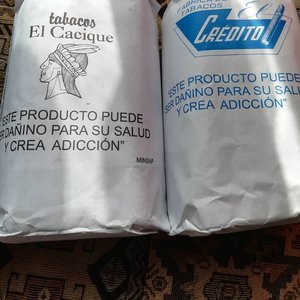 tabacos
El Cacique
"ESTE PRODUCTO PUEDE
SER DAÑINO PARA SU SALUD
Y CREA ADICCIÓN"
MINSAP
FABRICA DE
TABACOS
El
CRÉDITO
"ESTE PRODUCTO PUEDE
SER DAÑINO PARA SU SALUD
Y CREA ADICCIÓN"